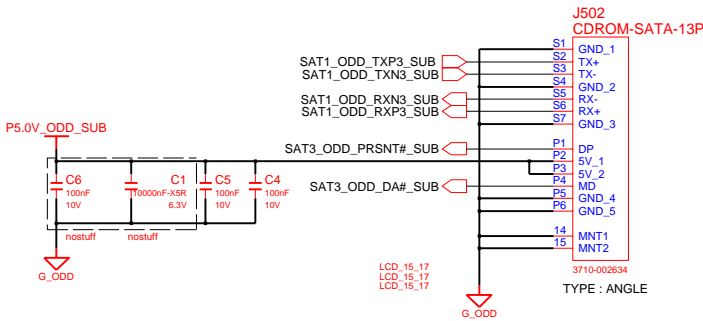 J502
CDROM-SATA-13P
S1 GND_1
SAT1_ODD_TXP3_SUB S2 TX+
SAT1_ODD_TXN3_SUB S3 TX-
S4 GND_2
SAT1_ODD_RXN3_SUB S5 RX-
SAT1_ODD_RXP3_SUB S6 RX+
S7 GND_3
P5.0V_ODD_SUB
SAT3_ODD_PRSNT#_SUB P1 DP
P2 5V_1
P3 5V_2
SAT3_ODD_DA#_SUB P4 MD
P5 GND_4
P6 GND_5
C6 C1 C5 C4
100nF 10000nF-X5R 100nF 100nF
10V 6.3V 10V 10V
nostuff nostuff
14 MNT1
15 MNT2
G_ODD
LCD_15_17
LCD_15_17
LCD_15_17
3710-002634
TYPE : ANGLE
G_ODD